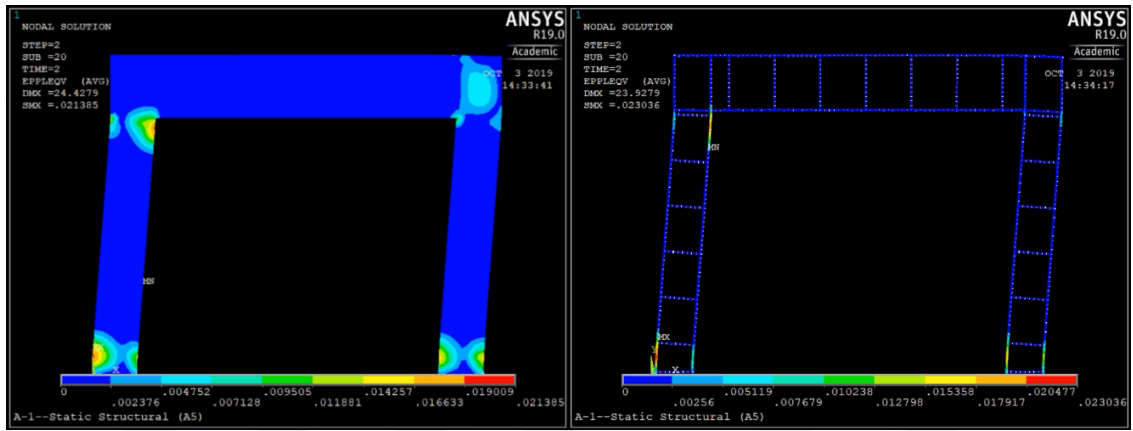 1
NODAL SOLUTION
STEP=2
SUB =20
TIME=2
EPPLEQV (AVG)
DMX =24.4279
SMX =.021385
ANSYS
R19.0
Academic
OCT 3 2019
14:33:41
MN
X
0 .004752 .009505 .014257 .019009
.002376 .007128 .011881 .016633 .021385
A-1--Static Structural (A5)
1
NODAL SOLUTION
STEP=2
SUB =20
TIME=2
EPPLEQV (AVG)
DMX =23.9279
SMX =.023036
ANSYS
R19.0
Academic
OCT 3 2019
14:34:17
MN
MX
X
0 .005119 .010238 .015358 .020477
.00256 .007679 .012798 .017917 .023036
A-1--Static Structural (A5)